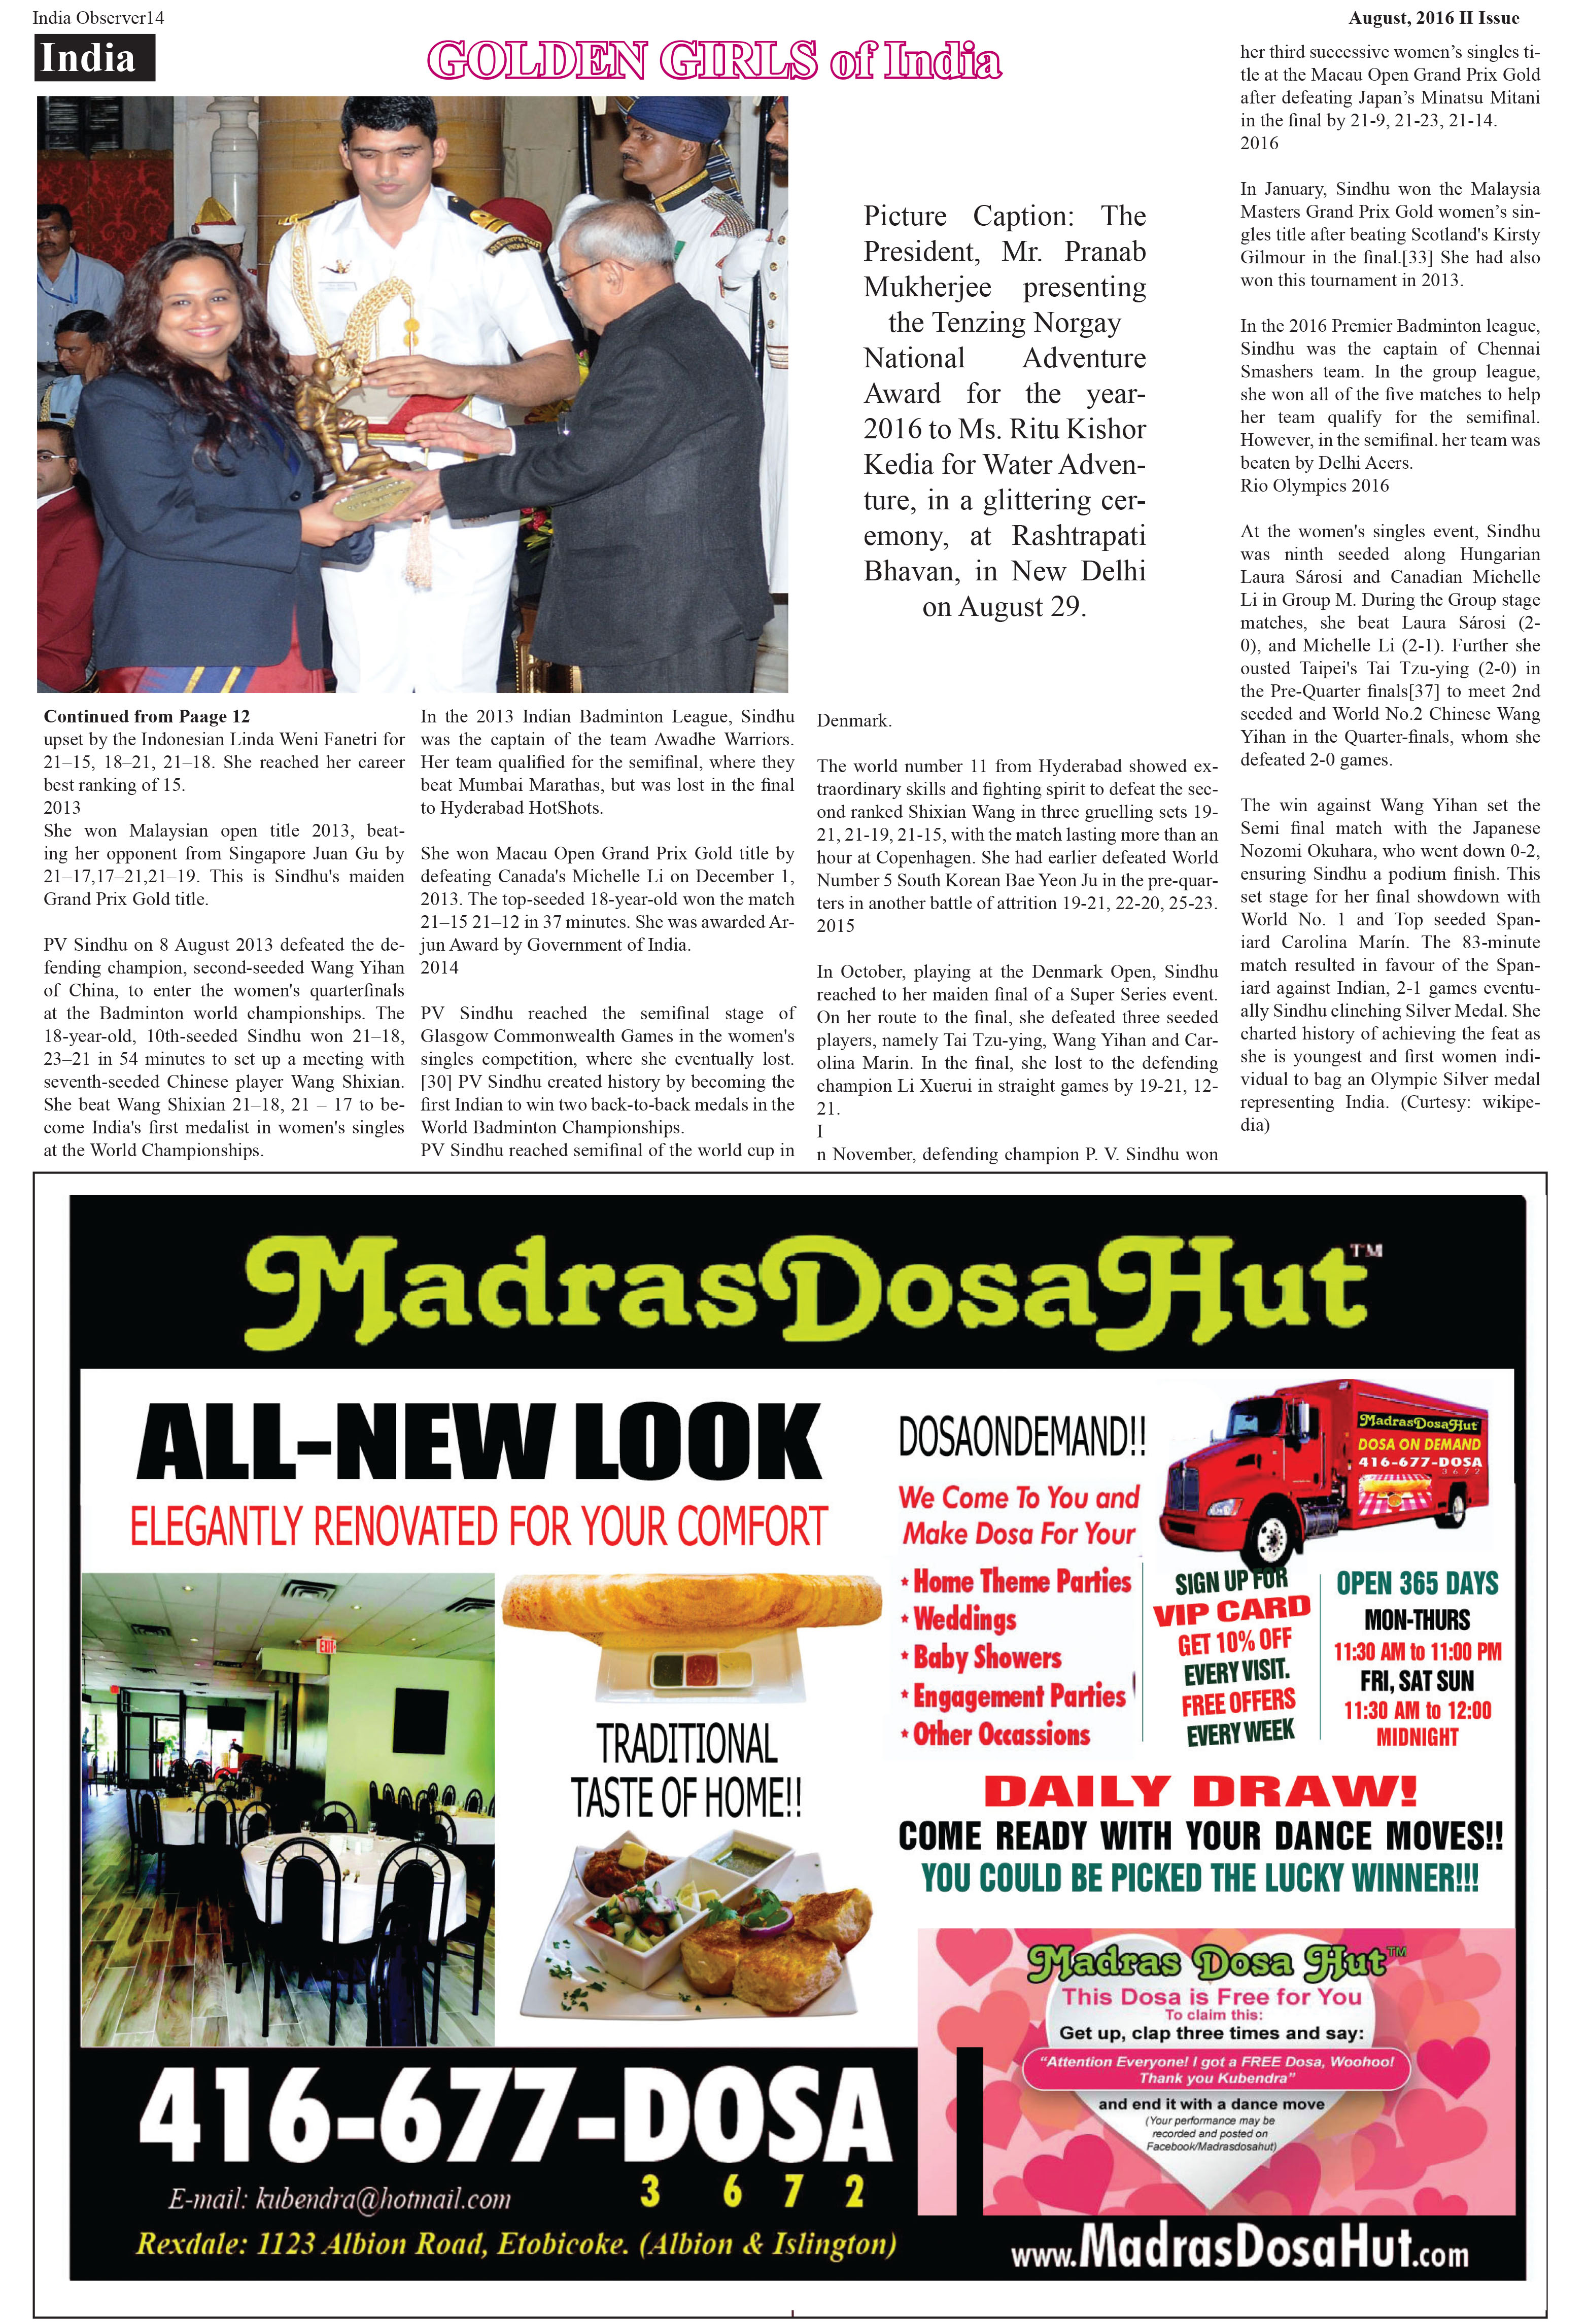 India Observer14
August, 2016 II Issue
India
GOLDEN GIRLS of India
Picture Caption: The
President, Mr. Pranab
Mukherjee presenting
the Tenzing Norgay
National Adventure
Award for the year-
2016 to Ms. Ritu Kishor
Kedia for Water Adven-
ture, in a glittering cer-
emony, at Rashtrapati
Bhavan, in New Delhi
on August 29.
Continued from Paage 12
upset by the Indonesian Linda Weni Fanetri for
21–15, 18–21, 21–18. She reached her career
best ranking of 15.
2013
She won Malaysian open title 2013, beat-
ing her opponent from Singapore Juan Gu by
21–17,17–21,21–19. This is Sindhu's maiden
Grand Prix Gold title.
PV Sindhu on 8 August 2013 defeated the de-
fending champion, second-seeded Wang Yihan
of China, to enter the women's quarterfinals
at the Badminton world championships. The
18-year-old, 10th-seeded Sindhu won 21–18,
23–21 in 54 minutes to set up a meeting with
seventh-seeded Chinese player Wang Shixian.
She beat Wang Shixian 21–18, 21 – 17 to be-
come India's first medalist in women's singles
at the World Championships.
In the 2013 Indian Badminton League, Sindhu
was the captain of the team Awadhe Warriors.
Her team qualified for the semifinal, where they
beat Mumbai Marathas, but was lost in the final
to Hyderabad HotShots.
She won Macau Open Grand Prix Gold title by
defeating Canada's Michelle Li on December 1,
2013. The top-seeded 18-year-old won the match
21–15 21–12 in 37 minutes. She was awarded Ar-
jun Award by Government of India.
2014
PV Sindhu reached the semifinal stage of
Glasgow Commonwealth Games in the women's
singles competition, where she eventually lost.
[30] PV Sindhu created history by becoming the
first Indian to win two back-to-back medals in the
World Badminton Championships.
PV Sindhu reached semifinal of the world cup in
Denmark.
The world number 11 from Hyderabad showed ex-
traordinary skills and fighting spirit to defeat the sec-
ond ranked Shixian Wang in three gruelling sets 19-
21, 21-19, 21-15, with the match lasting more than an
hour at Copenhagen. She had earlier defeated World
Number 5 South Korean Bae Yeon Ju in the pre-quar-
ters in another battle of attrition 19-21, 22-20, 25-23.
2015
In October, playing at the Denmark Open, Sindhu
reached to her maiden final of a Super Series event.
On her route to the final, she defeated three seeded
players, namely Tai Tzu-ying, Wang Yihan and Car-
olina Marin. In the final, she lost to the defending
champion Li Xuerui in straight games by 19-21, 12-
21.
I
n November, defending champion P. V. Sindhu won
her third successive women’s singles ti-
tle at the Macau Open Grand Prix Gold
after defeating Japan’s Minatsu Mitani
in the final by 21-9, 21-23, 21-14.
2016
In January, Sindhu won the Malaysia
Masters Grand Prix Gold women’s sin-
gles title after beating Scotland's Kirsty
Gilmour in the final.[33] She had also
won this tournament in 2013.
In the 2016 Premier Badminton league,
Sindhu was the captain of Chennai
Smashers team. In the group league,
she won all of the five matches to help
her team qualify for the semifinal.
However, in the semifinal. her team was
beaten by Delhi Acers.
Rio Olympics 2016
At the women's singles event, Sindhu
was ninth seeded along Hungarian
Laura Sárosi and Canadian Michelle
Li in Group M. During the Group stage
matches, she beat Laura Sárosi (2-
0), and Michelle Li (2-1). Further she
ousted Taipei's Tai Tzu-ying (2-0) in
the Pre-Quarter finals[37] to meet 2nd
seeded and World No.2 Chinese Wang
Yihan in the Quarter-finals, whom she
defeated 2-0 games.
The win against Wang Yihan set the
Semi final match with the Japanese
Nozomi Okuhara, who went down 0-2,
ensuring Sindhu a podium finish. This
set stage for her final showdown with
World No. 1 and Top seeded Span-
iard Carolina Marín. The 83-minute
match resulted in favour of the Span-
iard against Indian, 2-1 games eventu-
ally Sindhu clinching Silver Medal. She
charted history of achieving the feat as
she is youngest and first women indi-
vidual to bag an Olympic Silver medal
representing India. (Curtesy: wikipe-
dia)
MadrasDosaHut™
ALL-NEW LOOK
ELEGANTLY RENOVATED FOR YOUR COMFORT
EXIT
TRADITIONAL
TASTE OF HOME!!
DOSAONDEMAND!!
We Come To You and
Make Dosa For Your
* Home Theme Parties
* Weddings
* Baby Showers
* Engagement Parties
* Other Occassions
MadrasDosaHut
DOSA ON DEMAND
416-677-DOSA
3672
SIGN UP FOR
VIP CARD
GET 10% OFF
EVERY VISIT.
FREE OFFERS
EVERY WEEK
OPEN 365 DAYS
MON-THURS
11:30 AM to 11:00 PM
FRI, SAT SUN
11:30 AM to 12:00
MIDNIGHT
DAILY DRAW!
COME READY WITH YOUR DANCE MOVES!!
YOU COULD BE PICKED THE LUCKY WINNER!!!
Madras Dosa Hut™
This Dosa is Free for You
To claim this:
Get up, clap three times and say:
“Attention Everyone! I got a FREE Dosa, Woohoo!
Thank you Kubendra”
and end it with a dance move
(Your performance may be
recorded and posted on
Facebook/Madrasdosahut)
416-677-DOSA
3 6 7 2
E-mail: kubendra@hotmail.com
Rexdale: 1123 Albion Road, Etobicoke. (Albion & Islington)
www.MadrasDosaHut.com